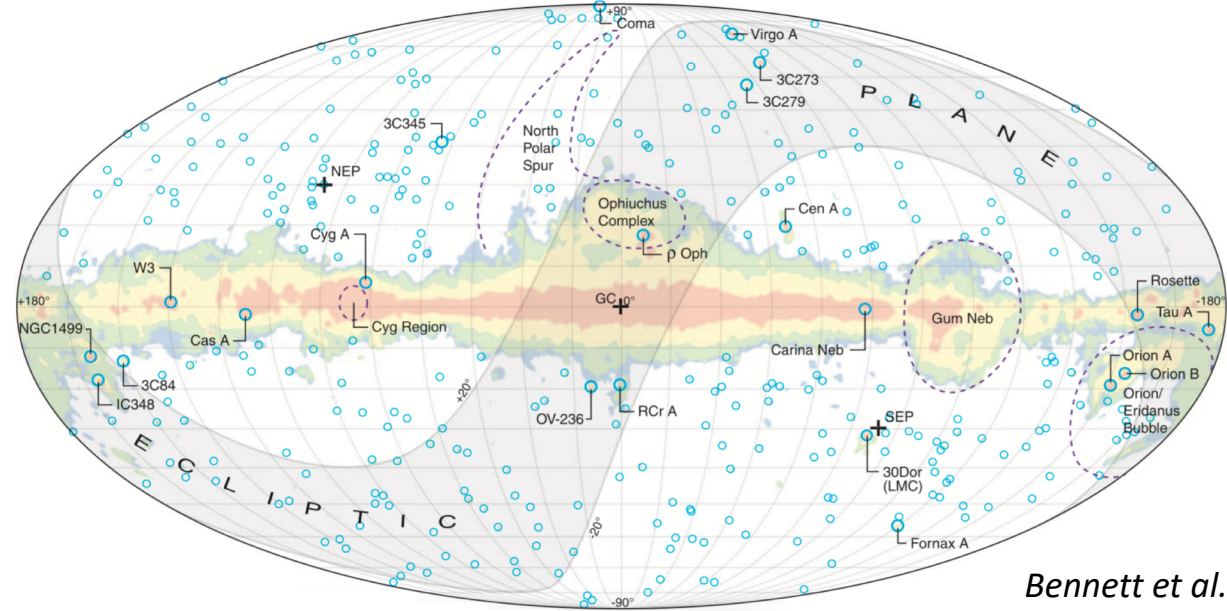 +90°
Coma
Virgo A
3C273
3C279
P L A N E
3C345
North
Polar
Spur
NEP
Ophiuchus
Complex
Cen A
Cyg A
ρ Oph
W3
Rosette
+180°
GC
0°
-180°
Tau A
NGC1499
Cas A
Cyg Region
Gum Neb
Carina Neb
Orion A
Orion B
3C84
IC348
Orion/
Eridanus
Bubble
+20°
OV-236
RCr A
SEP
E C L I P T I C
30Dor
(LMC)
-20°
Fornax A
-90°
Bennett et al.